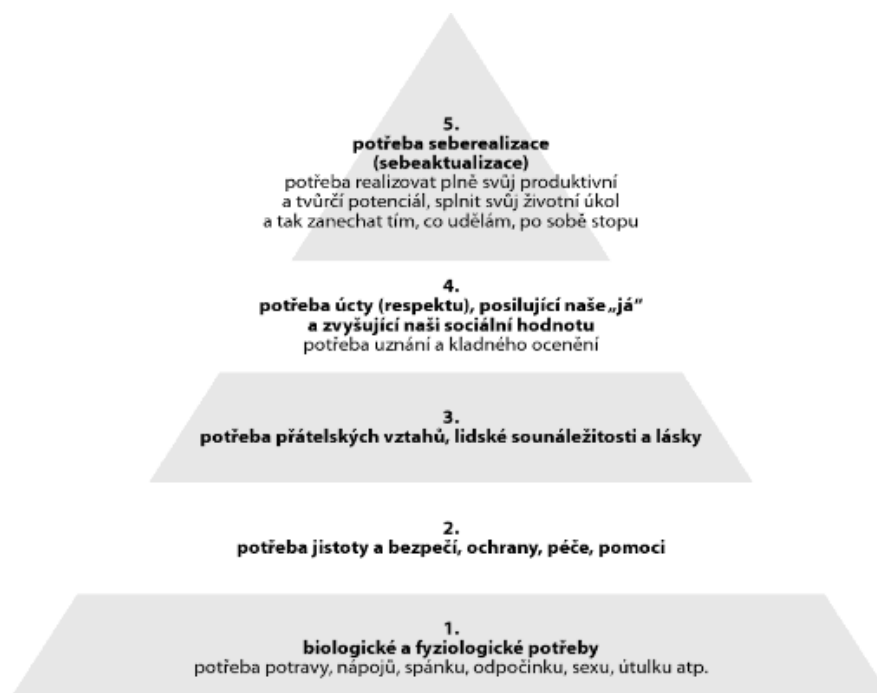 5.
potřeba seberealizace
(sebeaktualizace)
potřeba realizovat plně svůj produktivní
a tvůrčí potenciál, splnit svůj životní úkol
a tak zanechat tím, co udělám, po sobě stopu
4.
potřeba úcty (respektu), posilující naše „já“
a zvyšující naši sociální hodnotu
potřeba uznání a kladného ocenění
3.
potřeba přátelských vztahů, lidské sounáležitosti a lásky
2.
potřeba jistoty a bezpečí, ochrany, péče, pomoci
1.
biologické a fyziologické potřeby
potřeba potravy, nápojů, spánku, odpočinku, sexu, útulku atp.